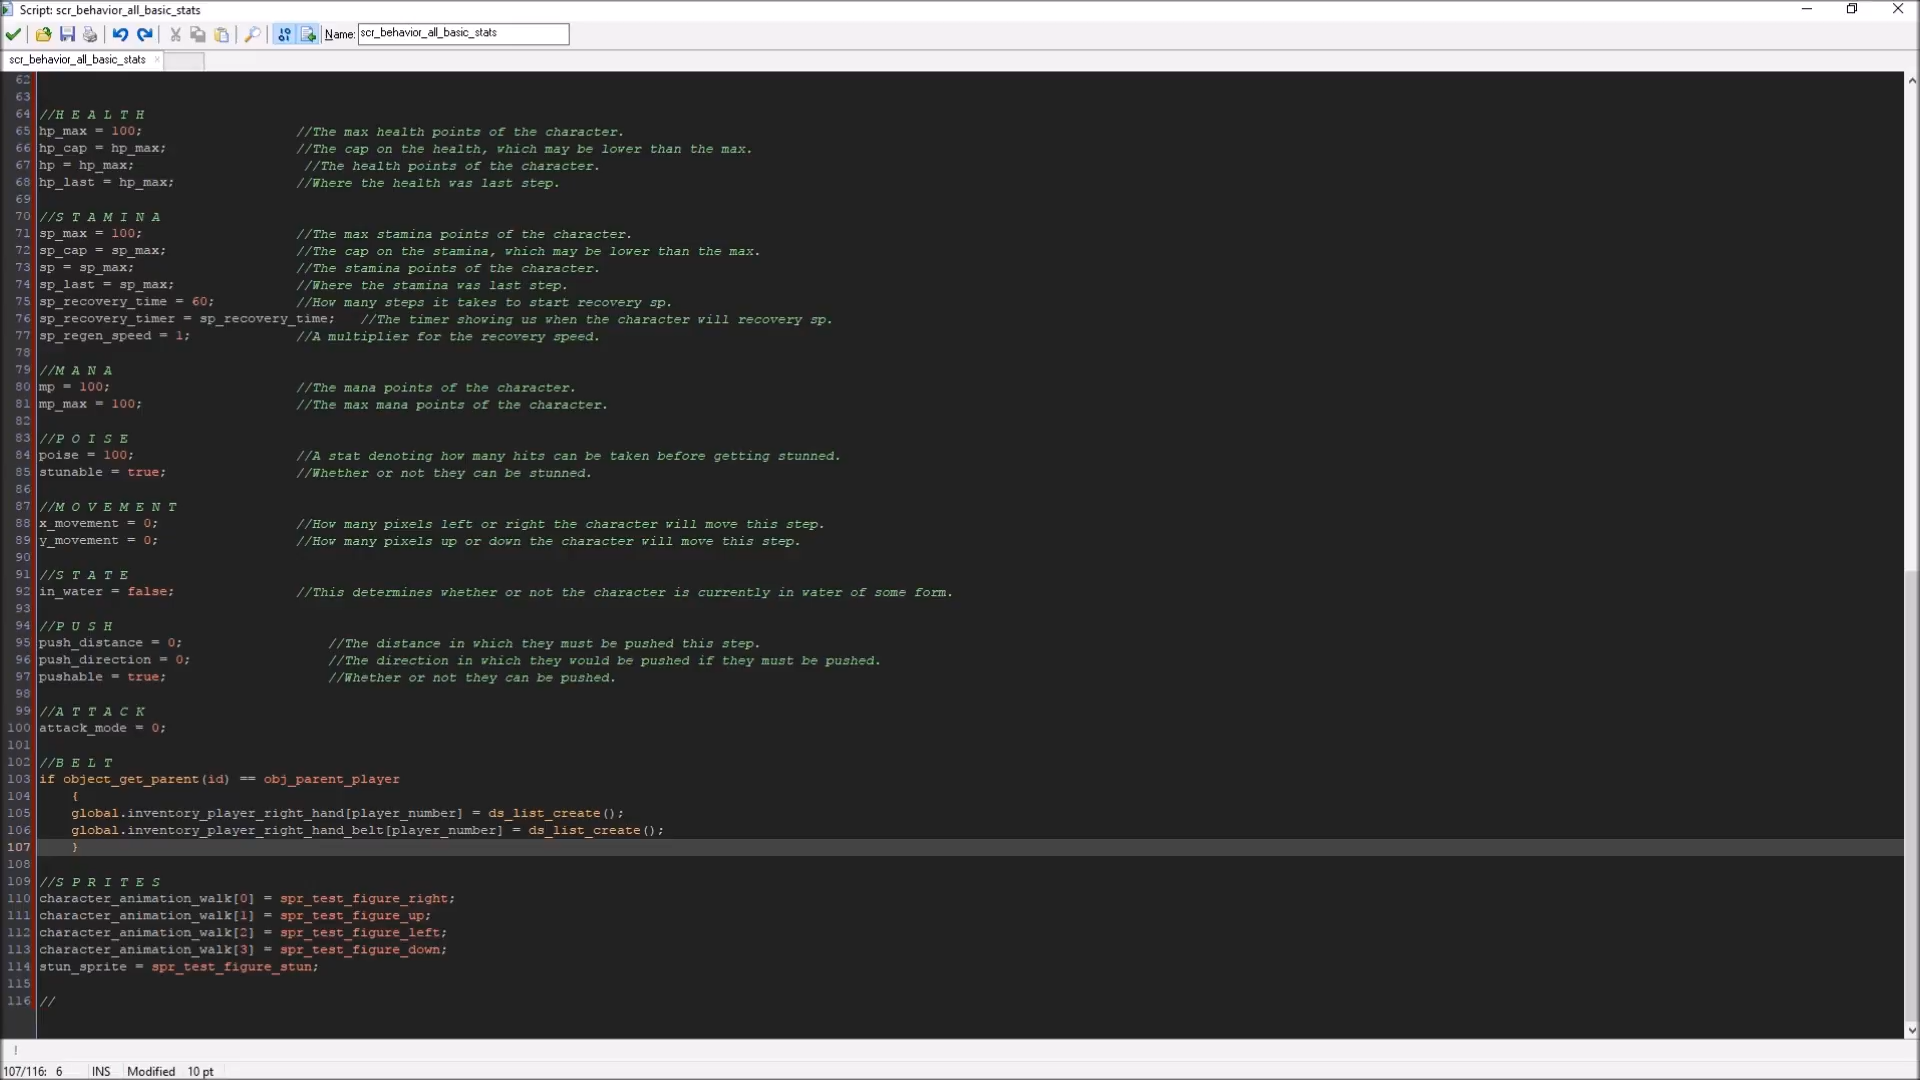 Script: scr_behavior_all_basic_stats
Name: scr_behavior_all_basic_stats
scr_behavior_all_basic_stats
62
63
64 //H E A L T H
65 hp_max = 100; //The max health points of the character.
66 hp_cap = hp_max; //The cap on the health, which may be lower than the max.
67 hp = hp_max; //The health points of the character.
68 hp_last = hp_max; //Where the health was last step.
69
70 //S T A M I N A
71 sp_max = 100; //The max stamina points of the character.
72 sp_cap = sp_max; //The cap on the stamina, which may be lower than the max.
73 sp = sp_max; //The stamina points of the character.
74 sp_last = sp_max; //Where the stamina was last step.
75 sp_recovery_time = 60; //How many steps it takes to start recovery sp.
76 sp_recovery_timer = sp_recovery_time; //The timer showing us when the character will recovery sp.
77 sp_regen_speed = 1; //A multiplier for the recovery speed.
78
79 //M A N A
80 mp = 100; //The mana points of the character.
81 mp_max = 100; //The max mana points of the character.
82
83 //P O I S E
84 poise = 100; //A stat denoting how many hits can be taken before getting stunned.
85 stunable = true; //Whether or not they can be stunned.
86
87 //M O V E M E N T
88 x_movement = 0; //How many pixels left or right the character will move this step.
89 y_movement = 0; //How many pixels up or down the character will move this step.
90
91 //S T A T E
92 in_water = false; //This determines whether or not the character is currently in water of some form.
93
94 //P U S H
95 push_distance = 0; //The distance in which they must be pushed this step.
96 push_direction = 0; //The direction in which they would be pushed if they must be pushed.
97 pushable = true; //Whether or not they can be pushed.
98
99 //A T T A C K
100 attack_mode = 0;
101
102 //B E L T
103 if object_get_parent(id) == obj_parent_player
104 {
105 global.inventory_player_right_hand[player_number] = ds_list_create();
106 global.inventory_player_right_hand_belt[player_number] = ds_list_create();
107 }
108
109 //S P R I T E S
110 character_animation_walk[0] = spr_test_figure_right;
111 character_animation_walk[1] = spr_test_figure_up;
112 character_animation_walk[2] = spr_test_figure_left;
113 character_animation_walk[3] = spr_test_figure_down;
114 stun_sprite = spr_test_figure_stun;
115
116 //
!
107/116: 6 INS Modified 10 pt